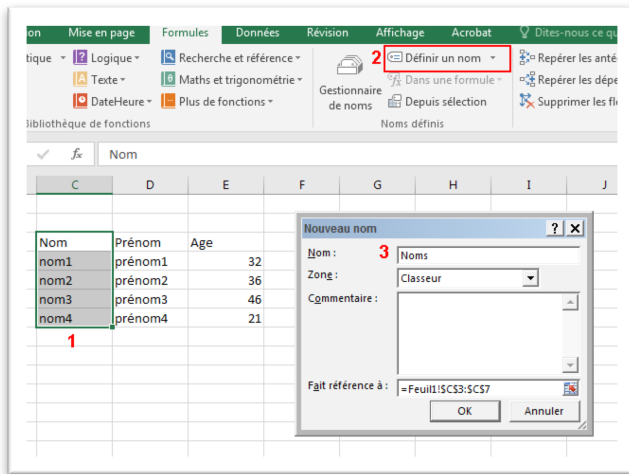 on Mise en page Formules Données Révision Affichage Acrobat Dites-nous ce qu
tique Logique Recherche et référence 2 Définir un nom Repérer les anté
Texte Maths et trigonométrie Dans une formule Repérer les dépe
DateHeure Plus de fonctions Gestionnaire de noms Depuis sélection Supprimer les fl
Bibliothèque de fonctions Noms définis
fx Nom
C D E F G H I J
Nom Prénom Age
nom1 prénom1 32
nom2 prénom2 36
nom3 prénom3 46
nom4 prénom4 21
1
Nouveau nom ? X
Nom : 3 Noms
Zone : Classeur
Commentaire :
Fait référence à : =Feuil1!$C$3:$C$7
OK Annuler